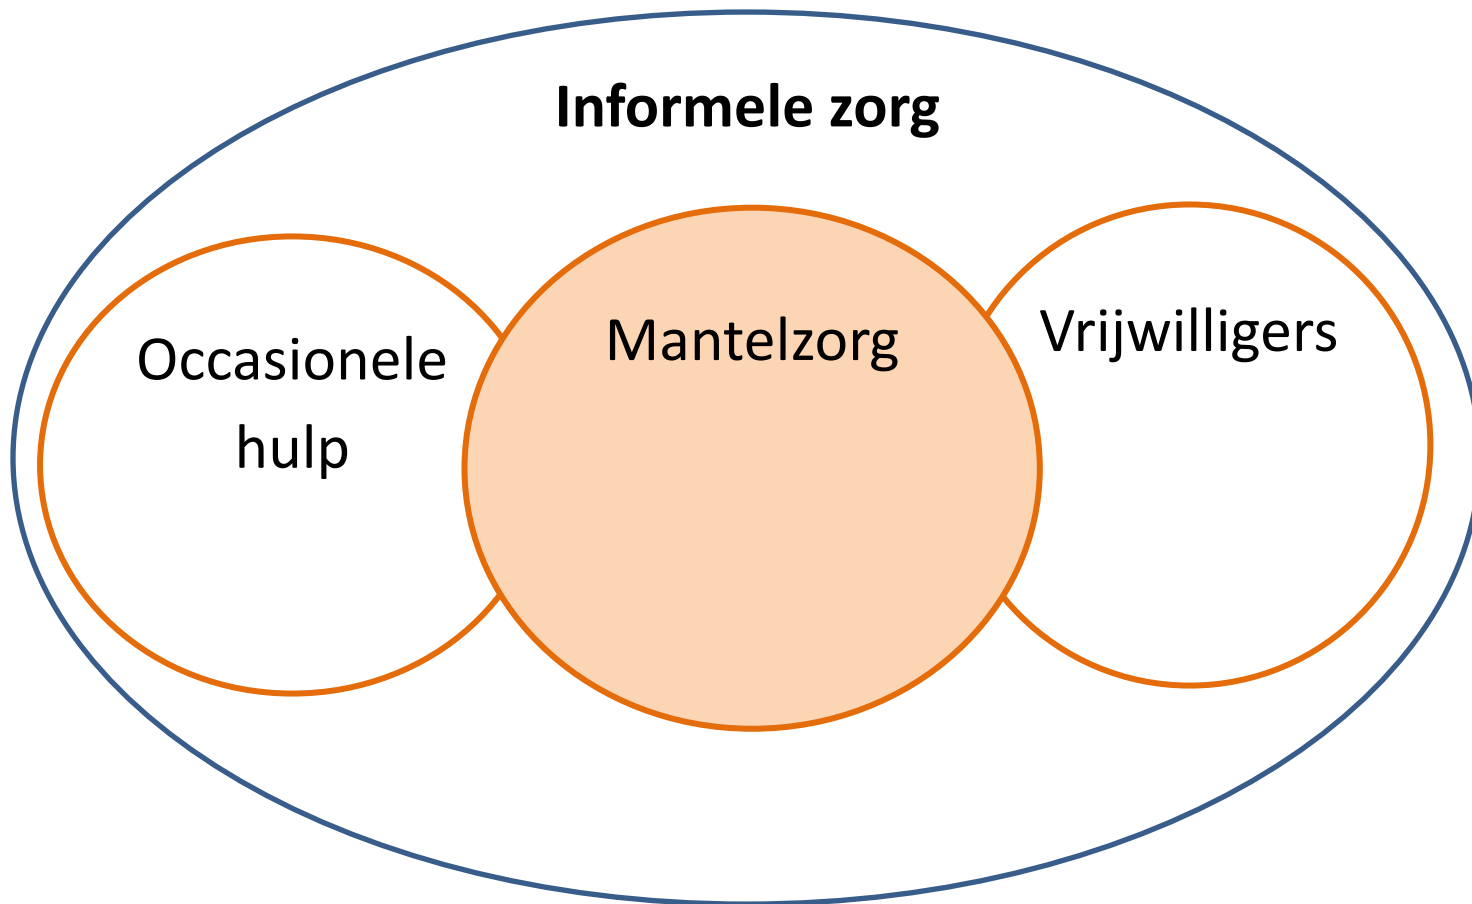 Informele zorg
Occasionele
hulp
Mantelzorg
Vrijwilligers